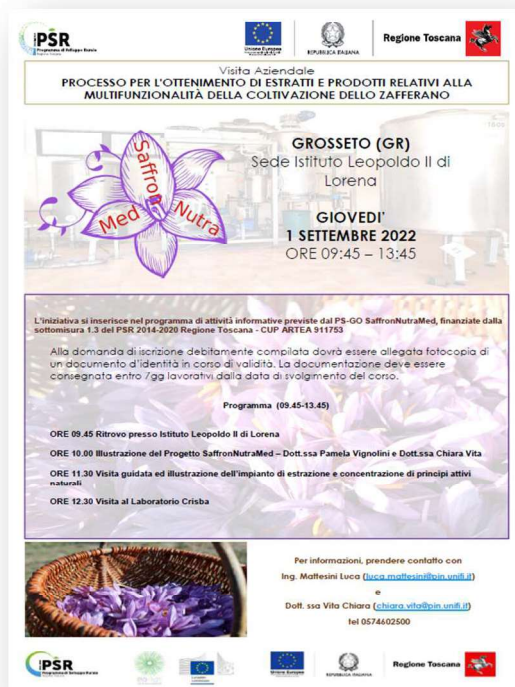 PSR
Programma di Sviluppo Rurale
Unione Europea
REPUBBLICA ITALIANA
Regione Toscana
Visita Aziendale
PROCESSO PER L'OTTENIMENTO DI ESTRATTI E PRODOTTI RELATIVI ALLA
MULTIFUNZIONALITÀ DELLA COLTIVAZIONE DELLO ZAFFERANO
Saffron
Med
Nutra
GROSSETO (GR)
Sede Istituto Leopoldo II di
Lorena
GIOVEDI'
1 SETTEMBRE 2022
ORE 09:45 – 13:45
L'iniziativa si inserisce nel programma di attività informative previste dal PS-GO SaffronNutraMed, finanziate dalla
sottomisura 1.3 del PSR 2014-2020 Regione Toscana - CUP ARTEA 911753
Alla domanda di iscrizione debitamente compilata dovrà essere allegata fotocopia di
un documento d'identità in corso di validità. La documentazione deve essere
consegnata entro 7gg lavorativi dalla data di svolgimento del corso.
Programma (09.45-13.45)
ORE 09.45 Ritrovo presso Istituto Leopoldo II di Lorena
ORE 10.00 Illustrazione del Progetto SaffronNutraMed – Dott.ssa Pamela Vignolini e Dott.ssa Chiara Vita
ORE 11.30 Visita guidata ed illustrazione dell'impianto di estrazione e concentrazione di principi attivi
naturali
ORE 12.30 Visita al Laboratorio Crisba
Per informazioni, prendere contatto con
Ing. Mattesini Luca (luca.mattesini@pin.unifi.it)
e
Dott. ssa Vita Chiara (chiara.vita@pin.unifi.it)
tel 0574602500
PSR
Programma di Sviluppo Rurale
Unione Europea
REPUBBLICA ITALIANA
Regione Toscana